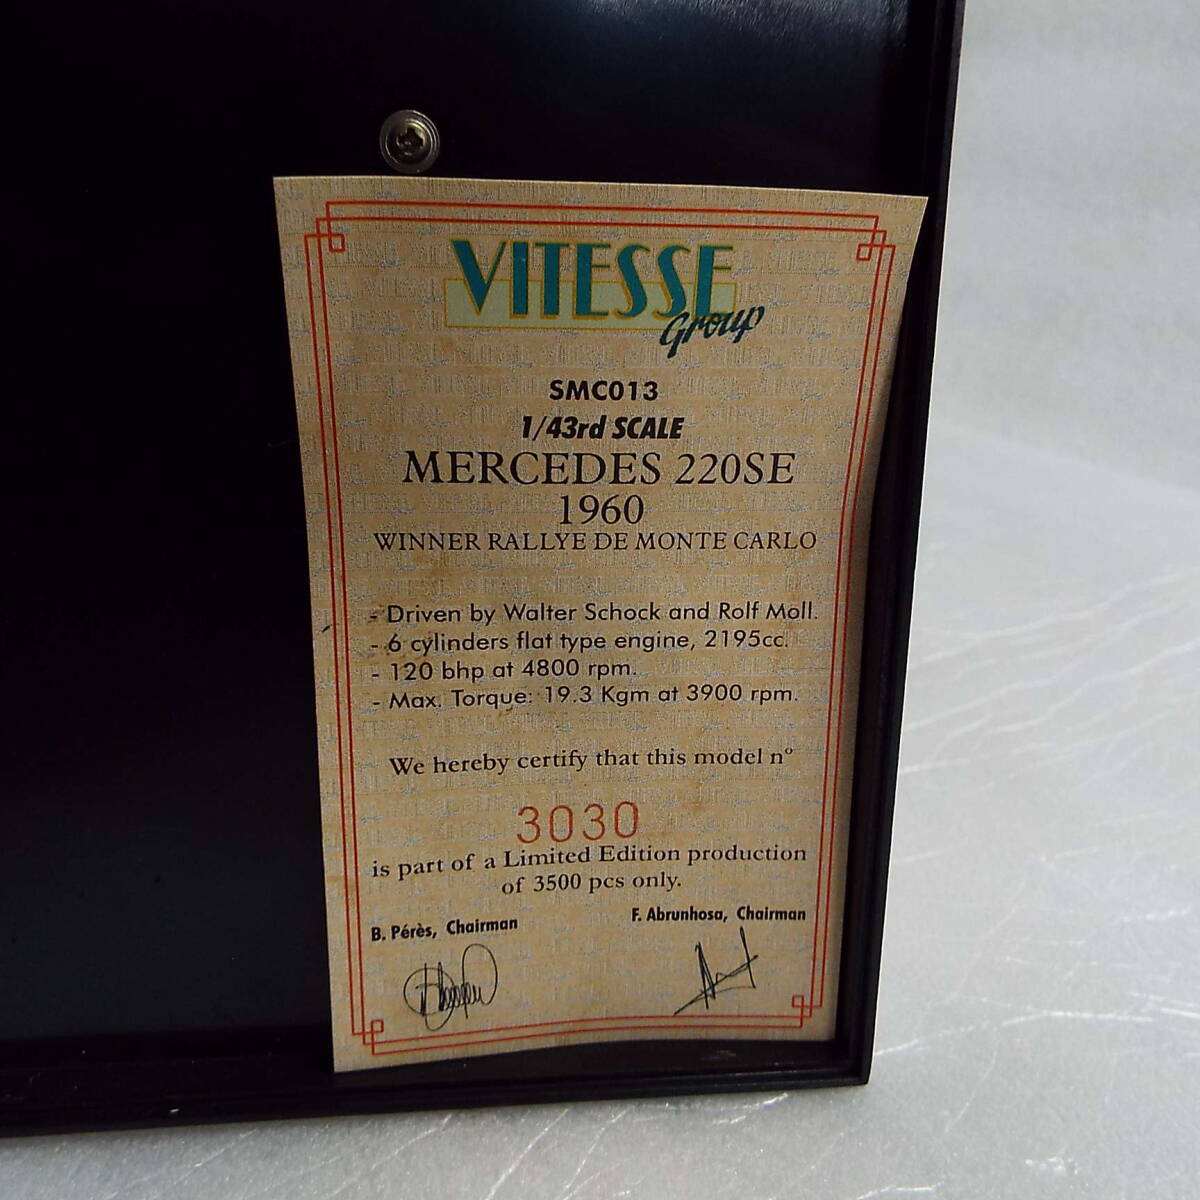 VITESSE
Group
SMC013
1/43rd SCALE
MERCEDES 220SE
1960
WINNER RALLYE DE MONTE CARLO
- Driven by Walter Schock and Rolf Moll.
- 6 cylinders flat type engine, 2195cc.
- 120 bhp at 4800 rpm.
- Max. Torque: 19.3 Kgm at 3900 rpm.
We hereby certify that this model nº
3030
is part of a Limited Edition production
of 3500 pcs only.
B. Pérès, Chairman
F. Abrunhosa, Chairman